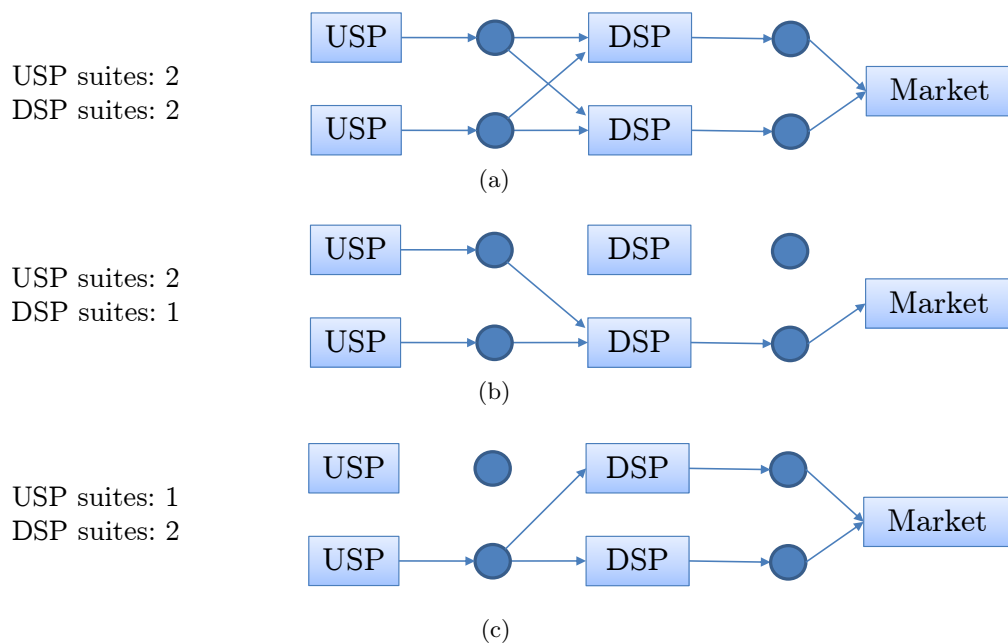 USP
DSP
USP suites: 2
DSP suites: 2
Market
USP
DSP
(a)
USP
DSP
USP suites: 2
DSP suites: 1
Market
USP
DSP
(b)
USP
DSP
USP suites: 1
DSP suites: 2
Market
USP
DSP
(c)